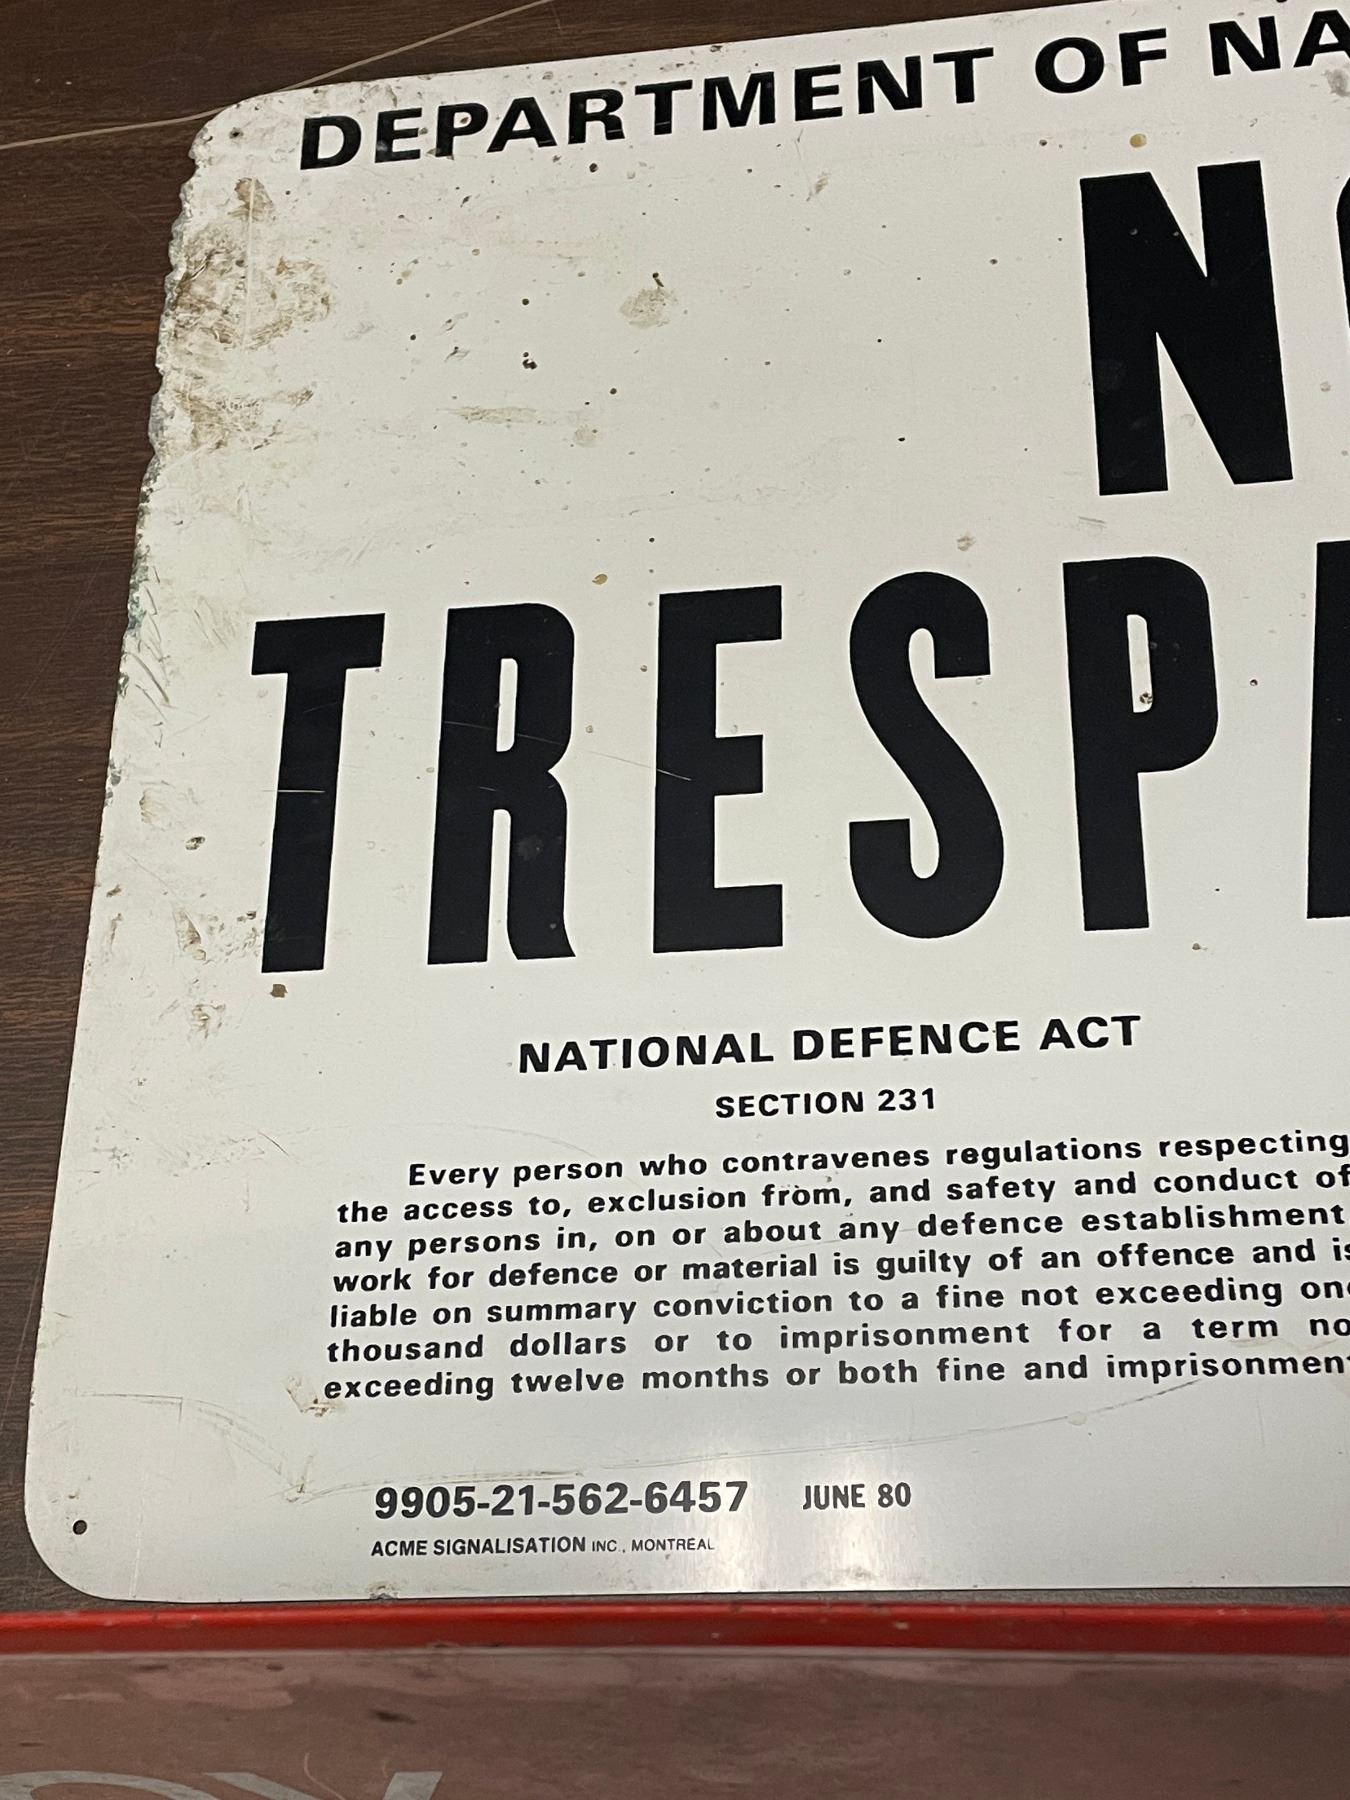 DEPARTMENT OF NA
NO
TRESPA
NATIONAL DEFENCE ACT
SECTION 231
Every person who contravenes regulations respecting
the access to, exclusion from, and safety and conduct of
any persons in, on or about any defence establishment
work for defence or material is guilty of an offence and is
liable on summary conviction to a fine not exceeding one
thousand dollars or to imprisonment for a term no
exceeding twelve months or both fine and imprisonment
9905-21-562-6457 JUNE 80
ACME SIGNALISATION INC., MONTREAL